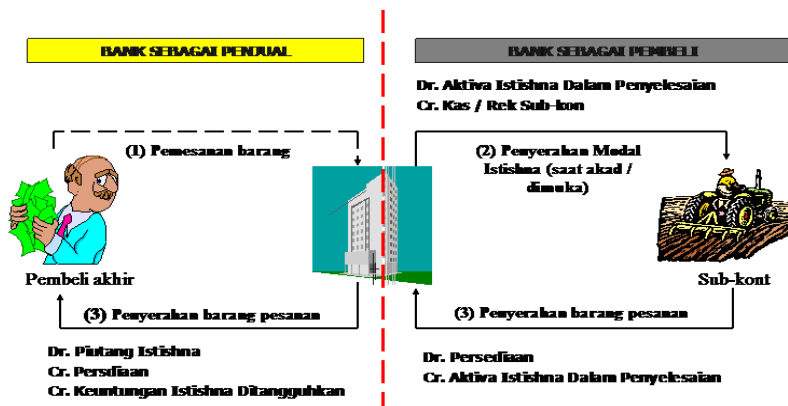 BANK SEBAGAI PENJUAL
BANK SEBAGAI PEMBELI
Dr. Aktiva Istishna Dalam Penyelesaian
Cr. Kas / Rek Sub-kon
(1) Pemesanan barang
(2) Penyerahan Modal
Istishna (saat akad /
dimuka)
Pembeli akhir
Sub-kont
(3) Penyerahan barang pesanan
(3) Penyerahan barang pesanan
Dr. Piutang Istishna
Cr. Persdiaan
Cr. Keuntungan Istishna Ditangguhkan
Dr. Persediaan
Cr. Aktiva Istishna Dalam Penyelesaian